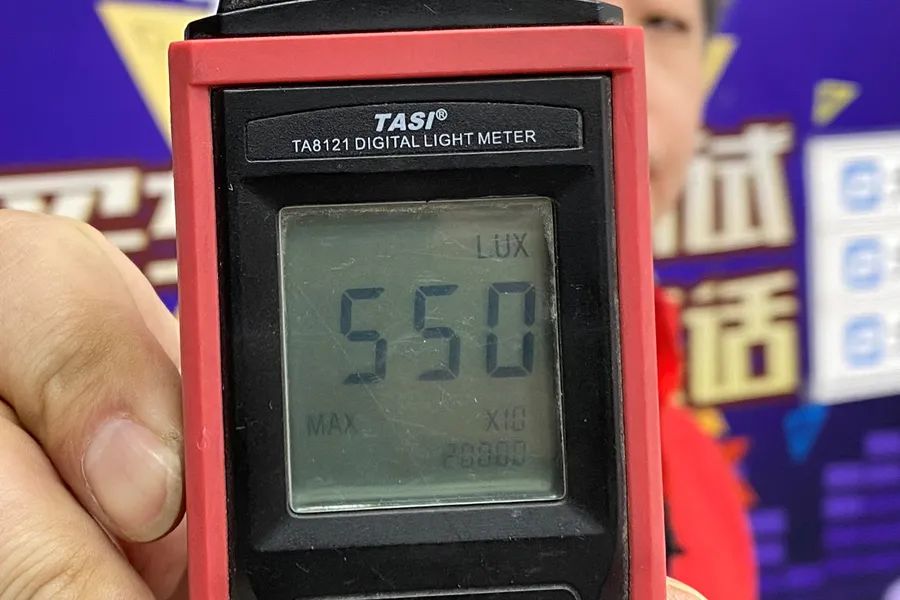 TASI®
TA8121 DIGITAL LIGHT METER
LUX
550
MAX
X10
20000
试
话